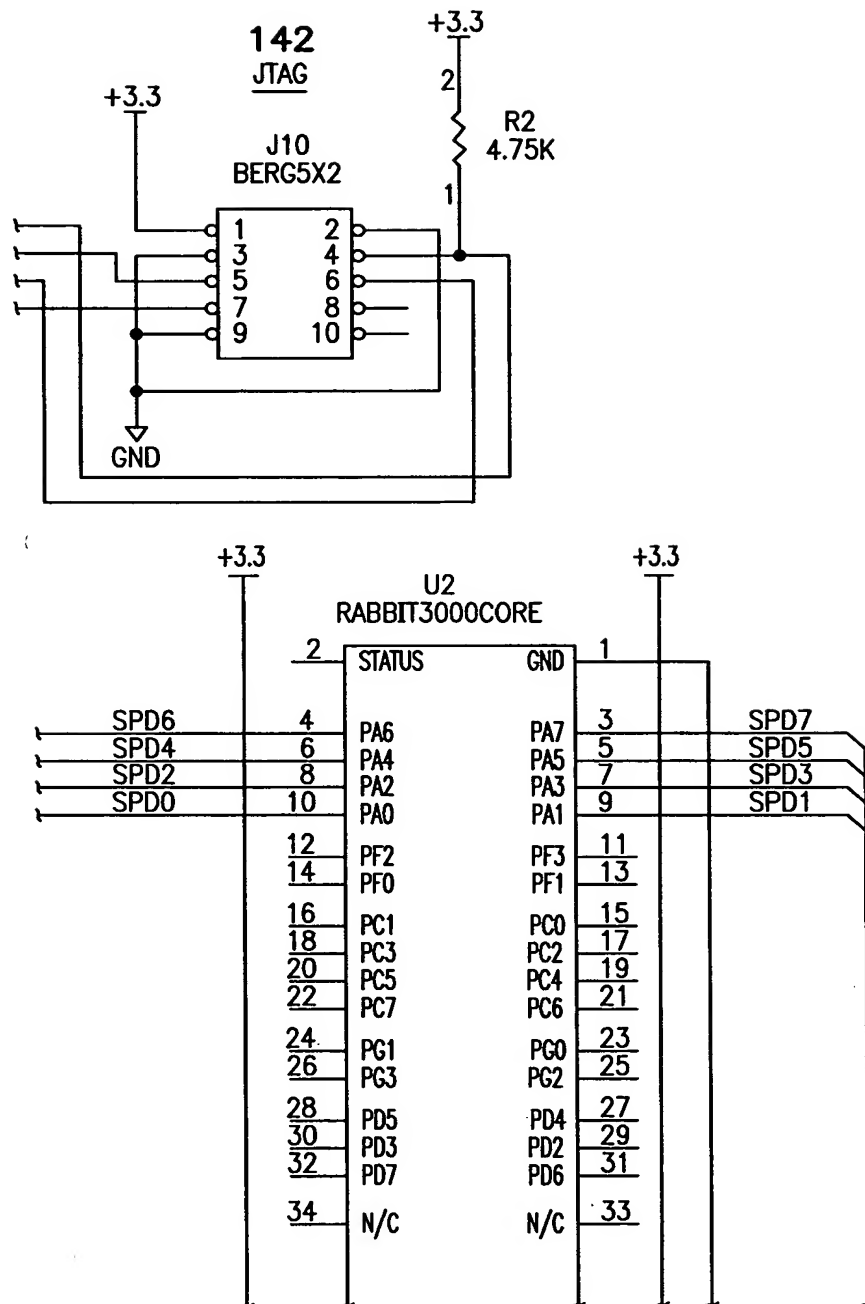 142
JTAG
+3.3
+3.3
2
R2
4.75K
1
J10
BERG5X2
1 2
3 4
5 6
7 8
9 10
GND
+3.3
+3.3
U2
RABBIT3000CORE
2 STATUS GND 1
SPD6 4 PA6 PA7 3 SPD7
SPD4 6 PA4 PA5 5 SPD5
SPD2 8 PA2 PA3 7 SPD3
SPD0 10 PA0 PA1 9 SPD1
12 PF2 PF3 11
14 PF0 PF1 13
16 PC1 PC0 15
18 PC3 PC2 17
20 PC5 PC4 19
22 PC7 PC6 21
24 PG1 PG0 23
26 PG3 PG2 25
28 PD5 PD4 27
30 PD3 PD2 29
32 PD7 PD6 31
34 N/C N/C 33